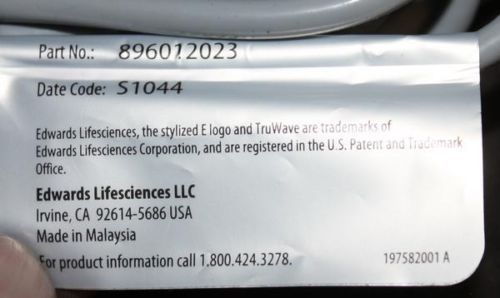 Part No.: 896012023
Date Code: S1044
Edwards Lifesciences, the stylized E logo and TruWave are trademarks of
Edwards Lifesciences Corporation, and are registered in the U.S. Patent and Trademark
Office.
Edwards Lifesciences LLC
Irvine, CA 92614-5686 USA
Made in Malaysia
For product information call 1.800.424.3278.
197582001 A